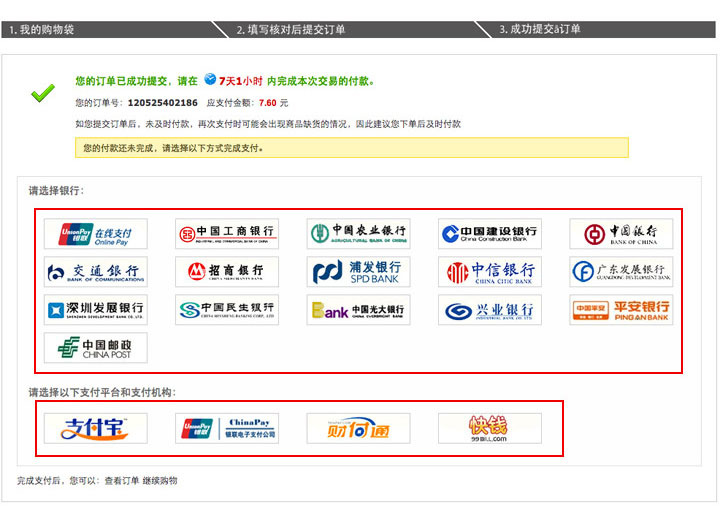 1. 我的购物袋
2. 填写核对后提交订单
3. 成功提交å订单
您的订单已成功提交，请在 7天1小时 内完成本次交易的付款。
您的订单号：120525402186 应支付金额：7.60 元
如您提交订单后，未及时付款，再次支付时可能会出现商品缺货的情况，因此建议您下单后及时付款
您的付款还未完成，请选择以下方式完成支付。
请选择银行：
UnionPay 银联 在线支付 Online Pay
中国工商银行 INDUSTRIAL AND COMMERCIAL BANK OF CHINA
中国农业银行 AGRICULTURAL BANK OF CHINA
中国建设银行 China Construction Bank
中国银行 BANK OF CHINA
交通银行 BANK OF COMMUNICATIONS
招商银行 CHINA MERCHANTS BANK
浦发银行 SPD BANK
中信银行 CHINA CITIC BANK
广东发展银行 GUANGDONG DEVELOPMENT BANK
深圳发展银行 SHENZHEN DEVELOPMENT BANK CO., LTD.
中国民生银行 CHINA MINSHENG BANKING CORP., LTD.
Bank 中国光大银行 CHINA EVERBRIGHT BANK
兴业银行 INDUSTRIAL BANK CO.,LTD.
中国平安 平安银行 PING AN BANK
中国邮政 CHINA POST
请选择以下支付平台和支付机构：
支付宝
UnionPay 银联 ChinaPay 银联电子支付公司
财付通
快钱 99BILL.com
完成支付后，您可以：查看订单 继续购物